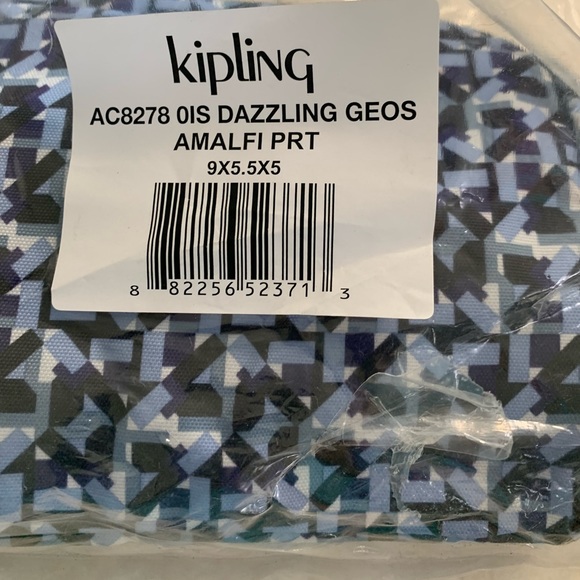 kipling
AC8278 0IS DAZZLING GEOS
AMALFI PRT
9X5.5X5
8 82256 52371 3